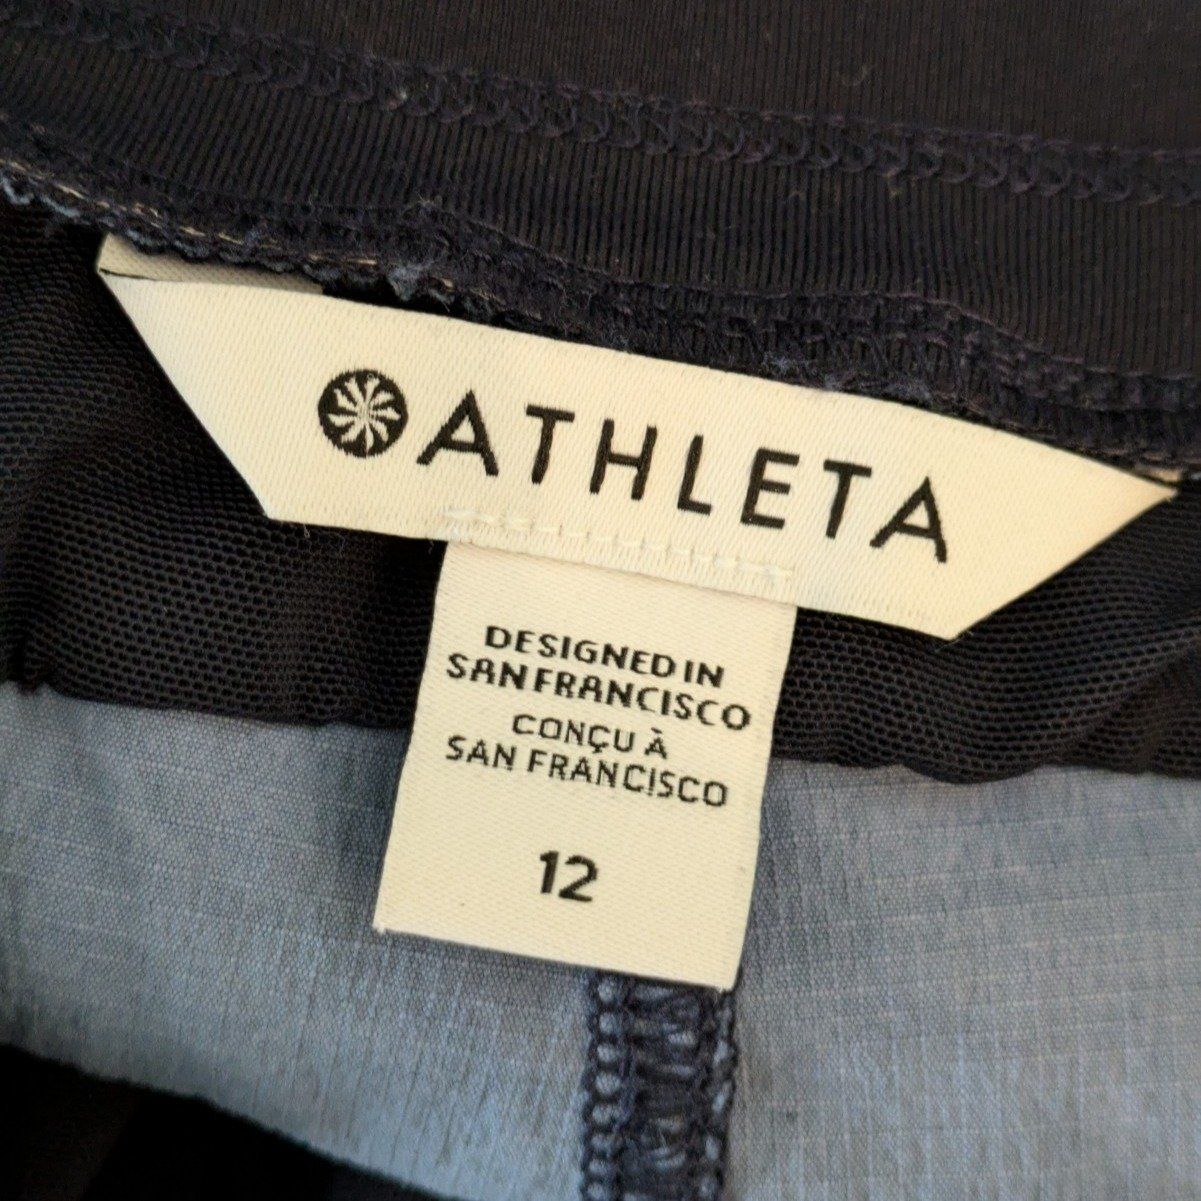 ATHLETA
DESIGNED IN
SAN FRANCISCO
CONÇU À
SAN FRANCISCO
12